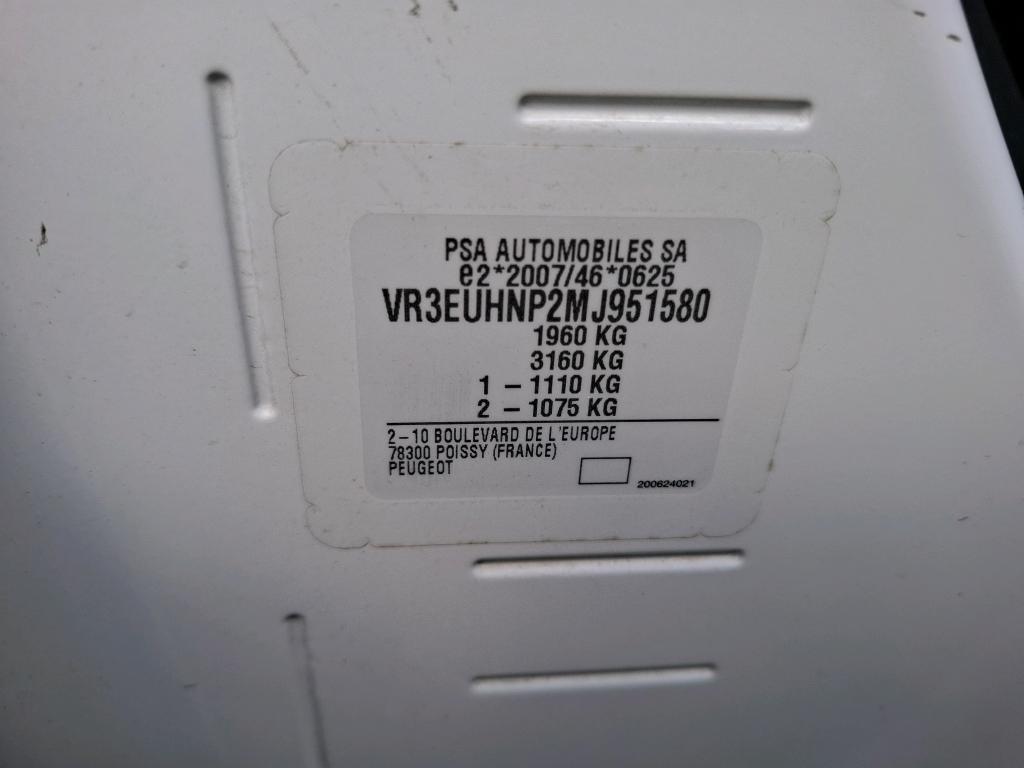 PSA AUTOMOBILES SA
e2*2007/46*0625
VR3EUHNP2MJ951580
1960 KG
3160 KG
1 – 1110 KG
2 – 1075 KG
2–10 BOULEVARD DE L'EUROPE
78300 POISSY (FRANCE)
PEUGEOT
200624021